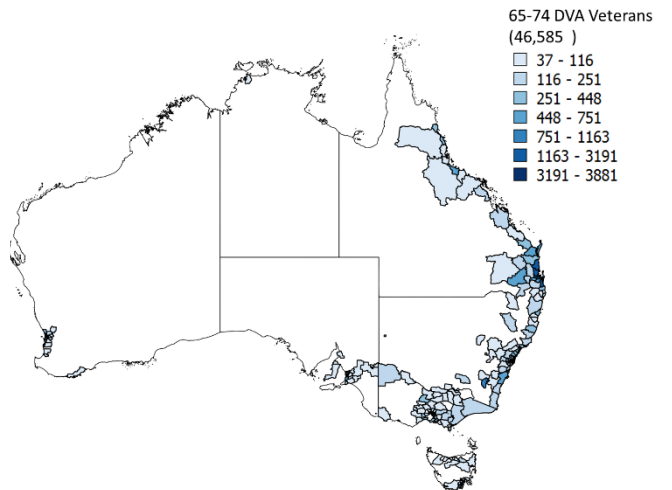 65-74 DVA Veterans
(46,585 )
37 - 116
116 - 251
251 - 448
448 - 751
751 - 1163
1163 - 3191
3191 - 3881